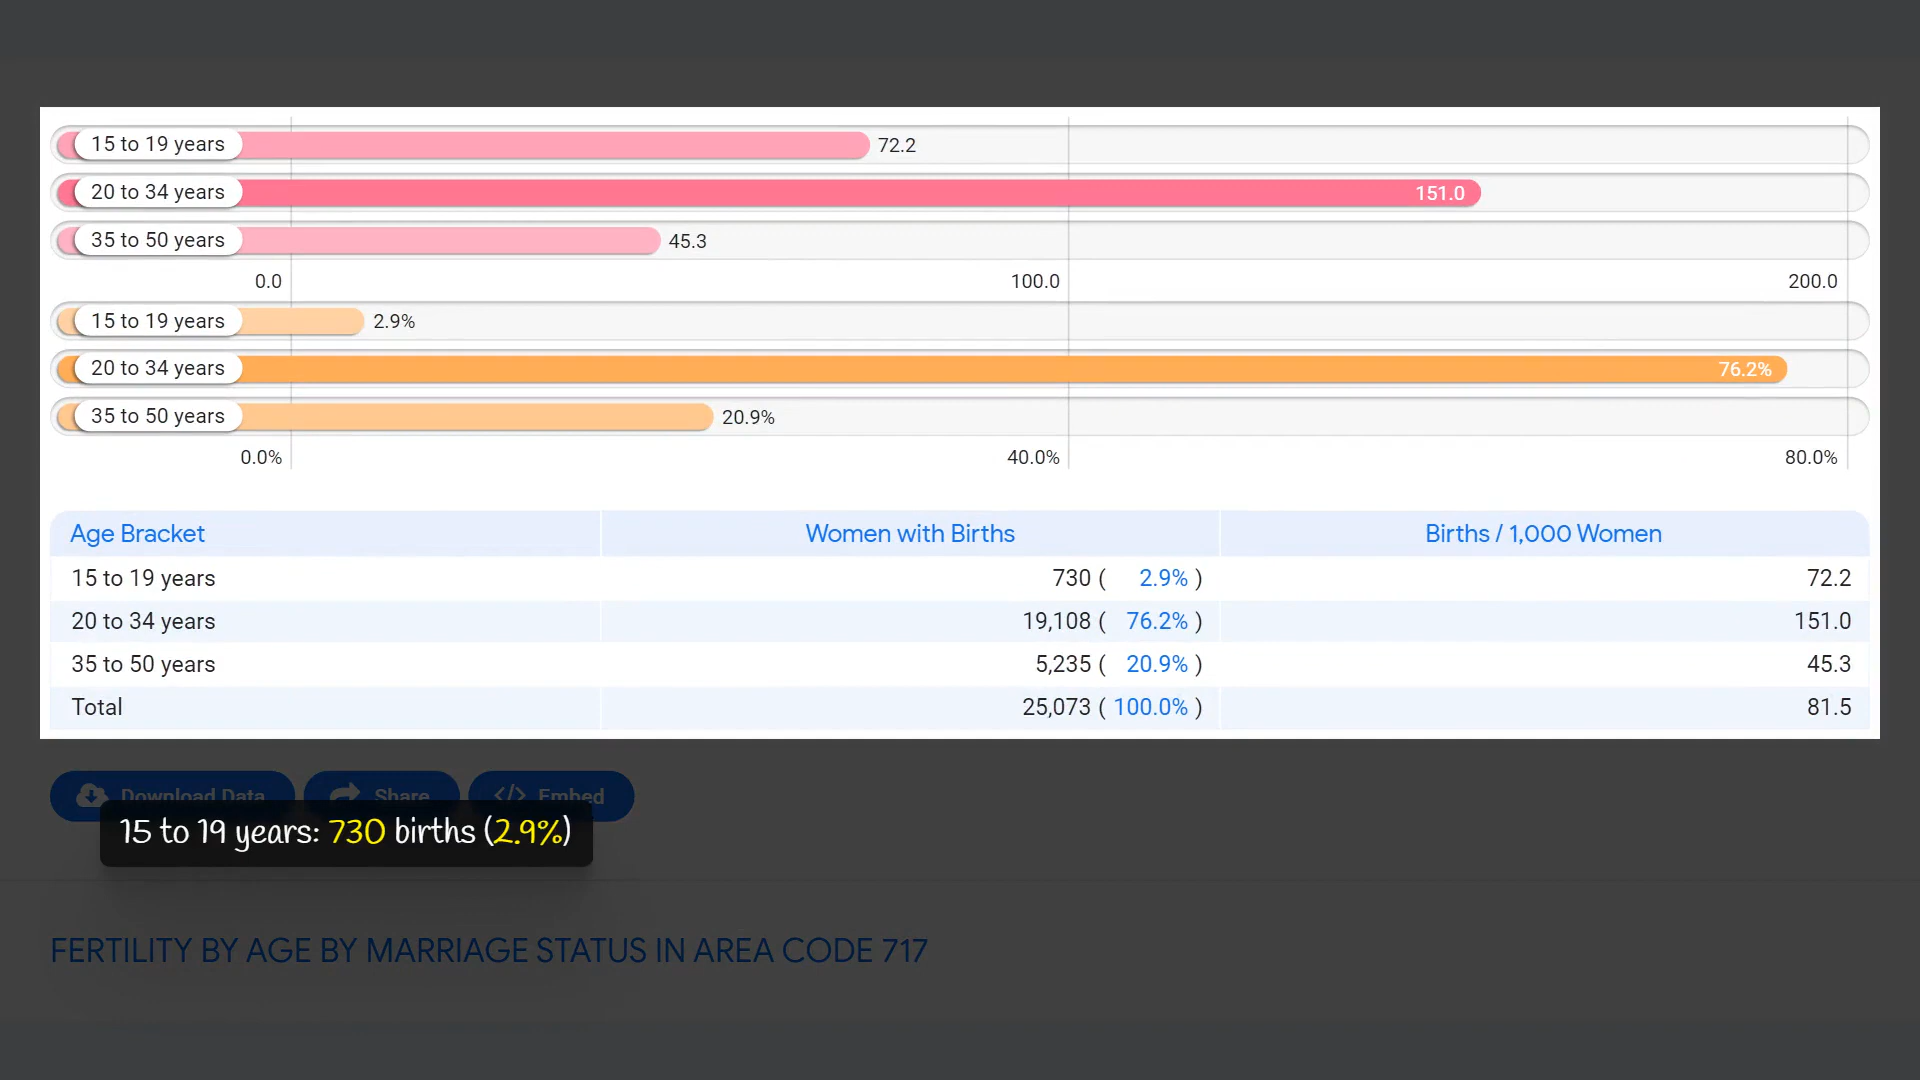 15 to 19 years 72.2
20 to 34 years 151.0
35 to 50 years 45.3
0.0 100.0 200.0
15 to 19 years 2.9%
20 to 34 years 76.2%
35 to 50 years 20.9%
0.0% 40.0% 80.0%
Age Bracket Women with Births Births / 1,000 Women
15 to 19 years 730 ( 2.9% ) 72.2
20 to 34 years 19,108 ( 76.2% ) 151.0
35 to 50 years 5,235 ( 20.9% ) 45.3
Total 25,073 ( 100.0% ) 81.5
Download Data Share </> Embed
15 to 19 years: 730 births (2.9%)
FERTILITY BY AGE BY MARRIAGE STATUS IN AREA CODE 717